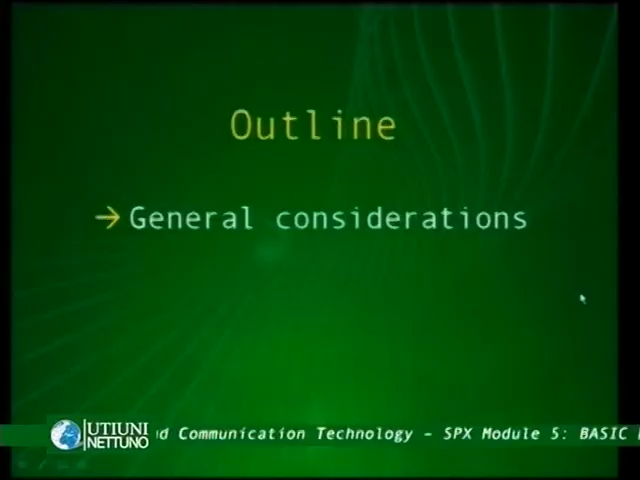 Outline
→ General considerations
UTIUNI
NETTUNO
d Communication Technology – SPX Module 5: BASIC